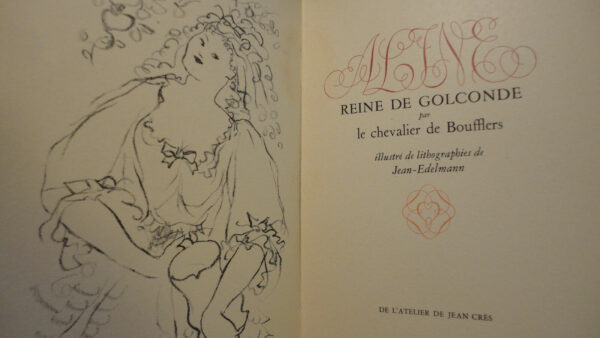 ALINE
REINE DE GOLCONDE
par
le chevalier de Boufflers
illustré de lithographies de
Jean-Edelmann
DE L'ATELIER DE JEAN CRÈS